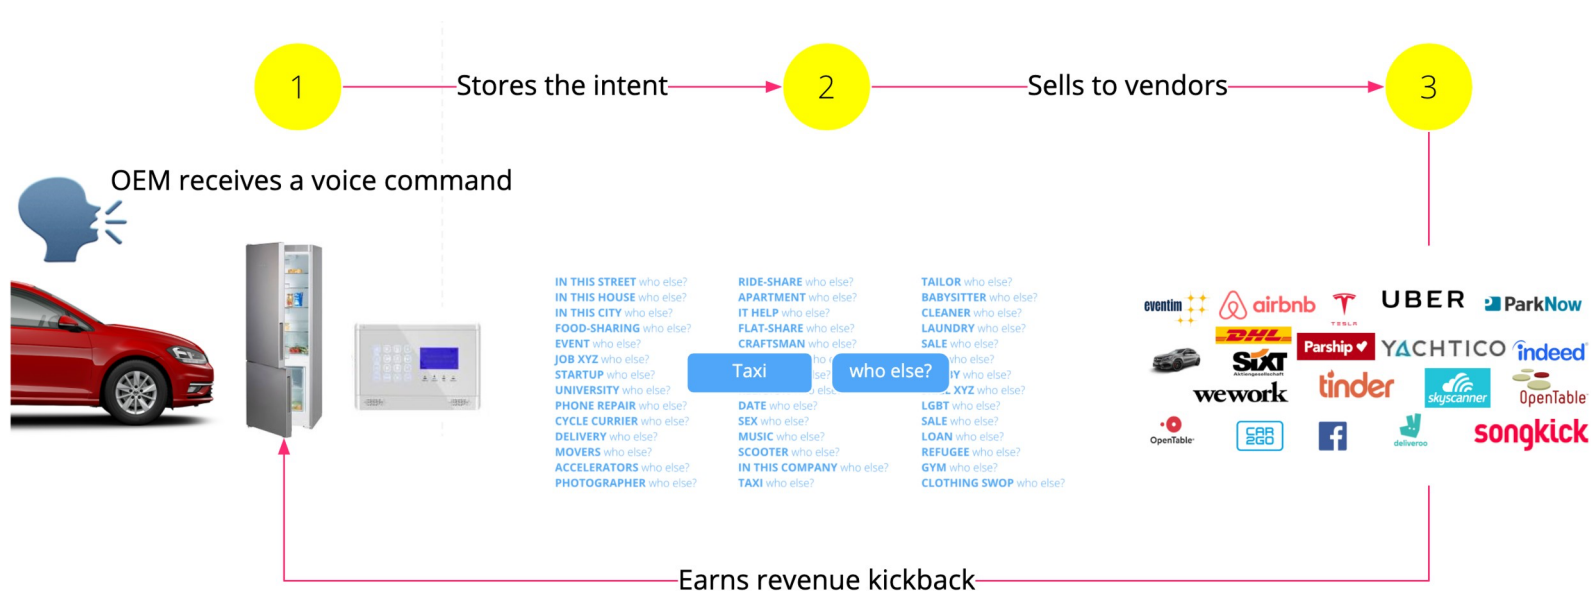 1
Stores the intent
2
Sells to vendors
3
OEM receives a voice command
IN THIS STREET who else?
IN THIS HOUSE who else?
IN THIS CITY who else?
FOOD-SHARING who else?
EVENT who else?
JOB XYZ who else?
STARTUP who else?
UNIVERSITY who else?
PHONE REPAIR who else?
CYCLE CURRIER who else?
DELIVERY who else?
MOVERS who else?
ACCELERATORS who else?
PHOTOGRAPHER who else?
RIDE-SHARE who else?
APARTMENT who else?
IT HELP who else?
FLAT-SHARE who else?
CRAFTSMAN who else?
Taxi
who else?
DATE who else?
SEX who else?
MUSIC who else?
SCOOTER who else?
IN THIS COMPANY who else?
TAXI who else?
TAILOR who else?
BABYSITTER who else?
CLEANER who else?
LAUNDRY who else?
SALE who else?
who else?
who else?
XYZ who else?
LGBT who else?
SALE who else?
LOAN who else?
REFUGEE who else?
GYM who else?
CLOTHING SWOP who else?
eventim
airbnb
TESLA
UBER
ParkNow
DHL
SiXT
Aktiengesellschaft
Parship
YACHTICO
indeed
wework
tinder
skyscanner
OpenTable
OpenTable
CAR2GO
f
deliveroo
songkick
Earns revenue kickback